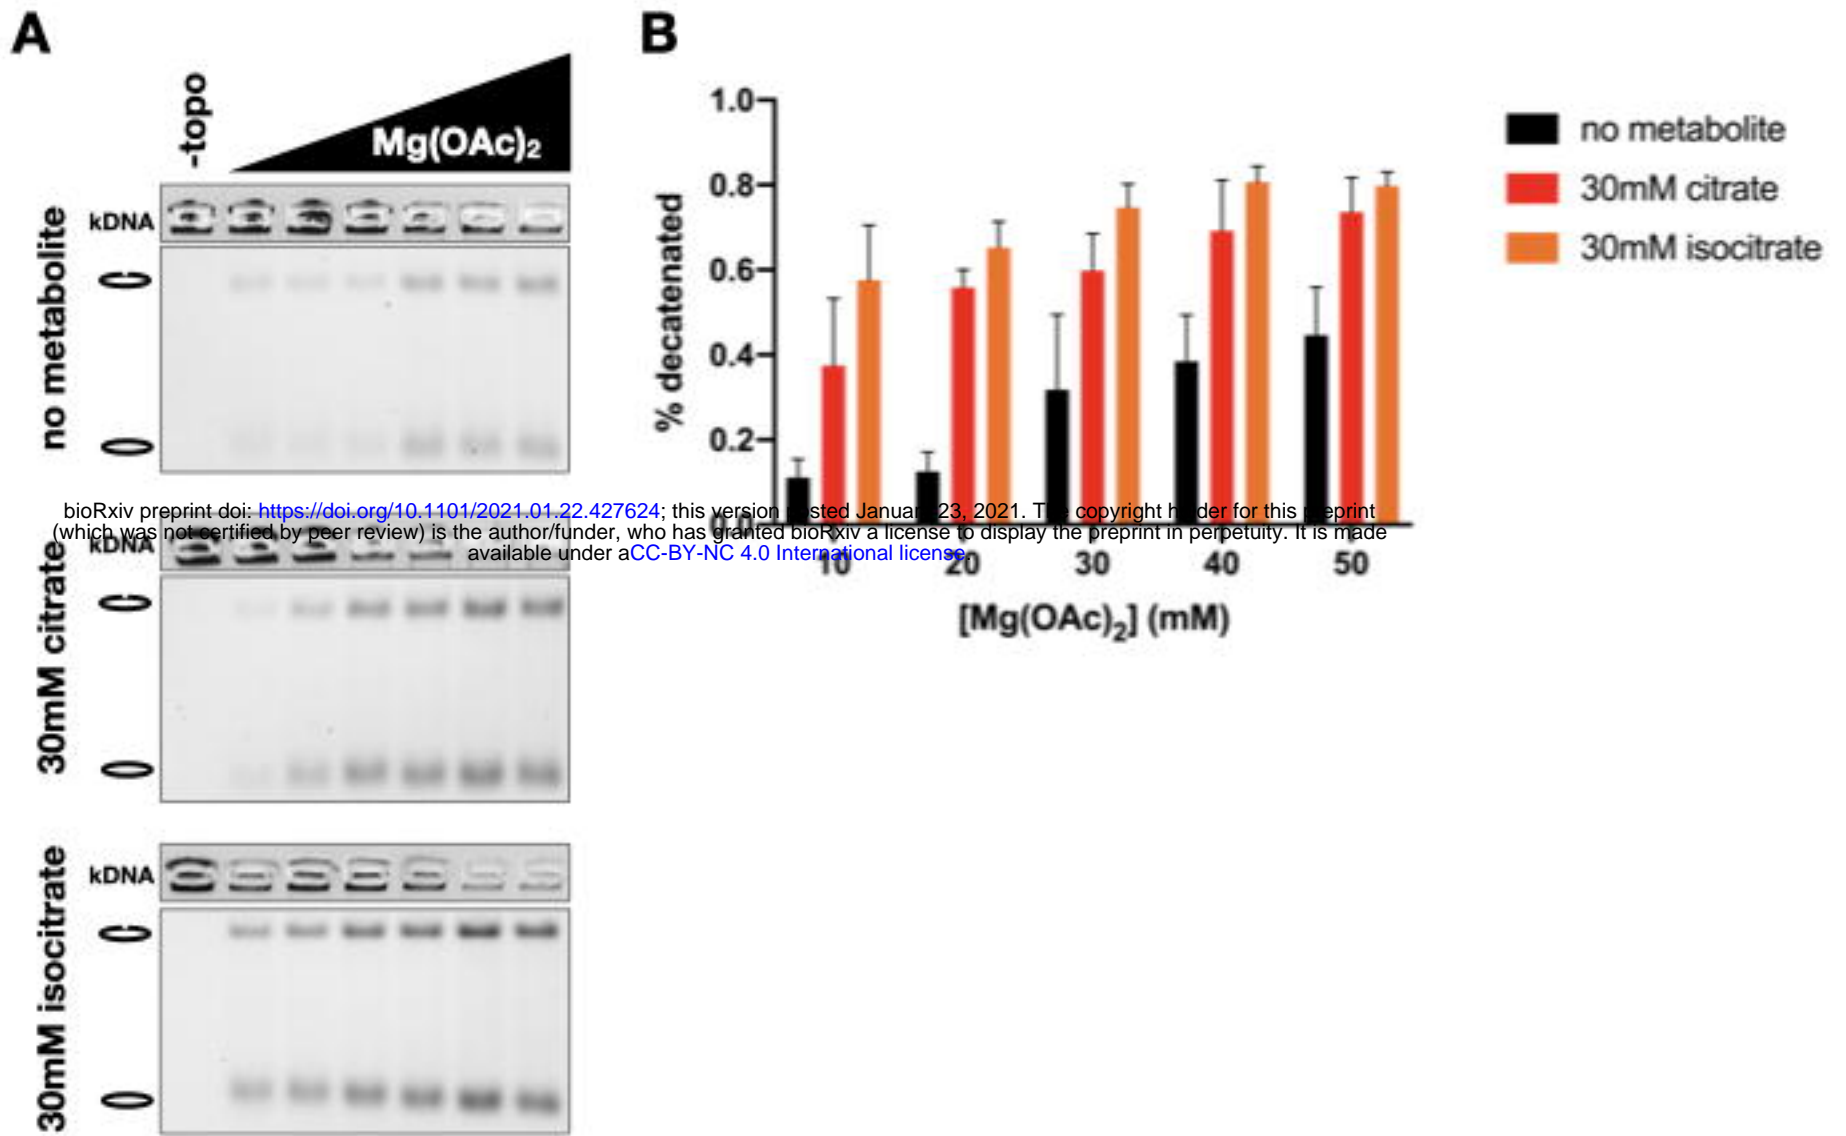 A
B
-topo
Mg(OAc)₂
no metabolite
kDNA
1.0
0.8
0.6
0.4
0.2
0.0
% decatenated
10
20
30
40
50
[Mg(OAc)₂] (mM)
no metabolite
30mM citrate
30mM isocitrate
bioRxiv preprint doi: https://doi.org/10.1101/2021.01.22.427624; this version posted January 23, 2021. The copyright holder for this preprint
(which was not certified by peer review) is the author/funder, who has granted bioRxiv a license to display the preprint in perpetuity. It is made
available under aCC-BY-NC 4.0 International license.
30mM citrate
kDNA
30mM isocitrate
kDNA